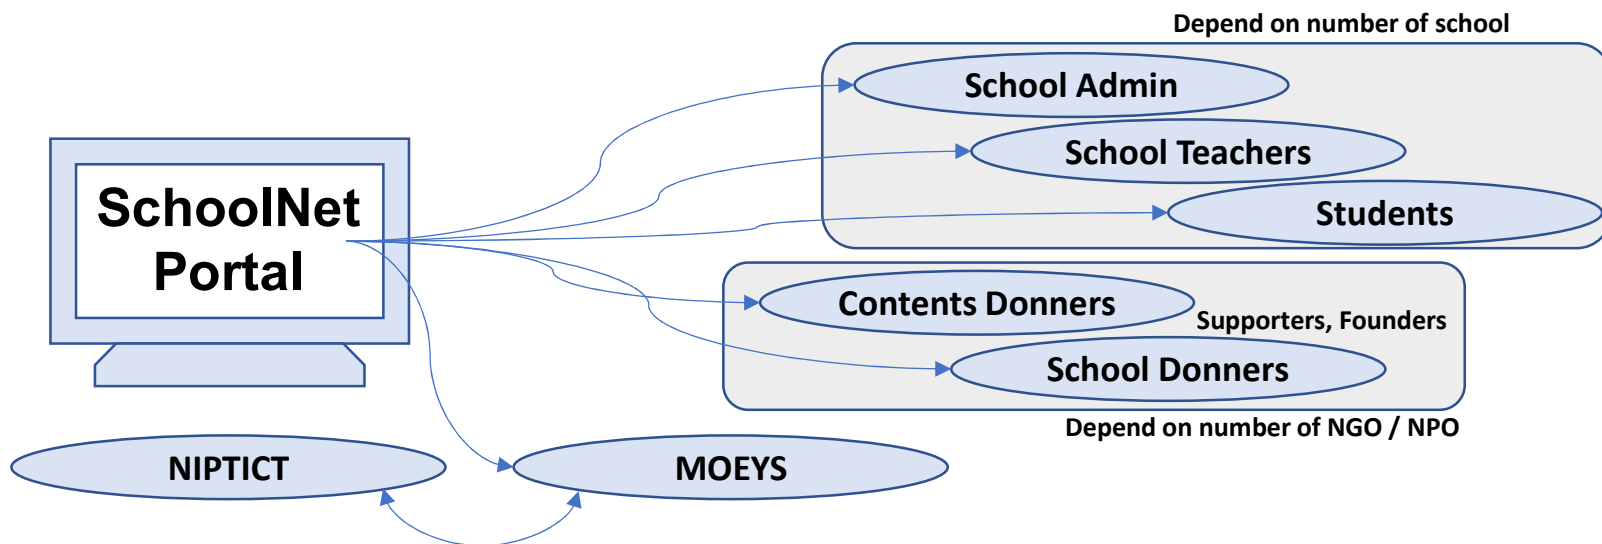 Depend on number of school
School Admin
School Teachers
Students
SchoolNet
Portal
Contents Donners
Supporters, Founders
School Donners
Depend on number of NGO / NPO
NIPTICT
MOEYS